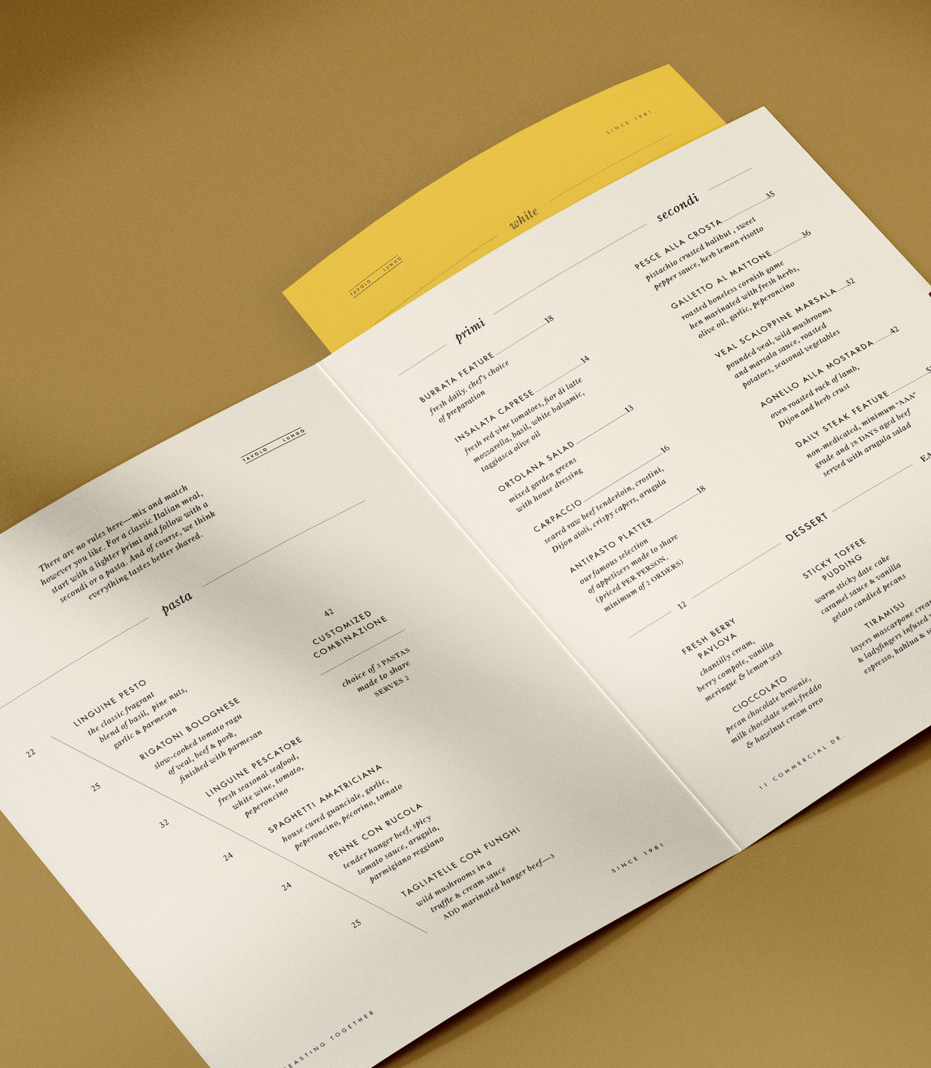 SINCE 1981
white
TAVOLO LUNGO
TAVOLO LUNGO
There are no rules here—mix and match
however you like. For a classic Italian meal,
start with a lighter primi and follow with a
secondi or a pasta. And of course, we think
everything tastes better shared.
pasta
42
CUSTOMIZED
COMBINAZIONE
choice of 3 PASTAS
made to share
SERVES 2
LINGUINE PESTO
the classic fragrant
blend of basil, pine nuts,
garlic & parmesan
22
RIGATONI BOLOGNESE
slow-cooked tomato ragu
of veal, beef & pork,
finished with parmesan
25
LINGUINE PESCATORE
fresh seasonal seafood,
white wine, tomato,
peperoncino
32
SPAGHETTI AMATRICIANA
house cured guanciale, garlic,
peperoncino, pecorino, tomato
24
PENNE CON RUCOLA
tender hanger beef, spicy
tomato sauce, arugula,
parmigiano reggiano
24
TAGLIATELLE CON FUNGHI
wild mushrooms in a
truffle & cream sauce
ADD marinated hanger beef—5
25
EASTING TOGETHER
SINCE 1981
primi
BURRATA FEATURE 18
fresh daily, chef's choice
of preparation
INSALATA CAPRESE 14
fresh red vine tomatoes, fior di latte
mozzarella, basil, white balsamic,
taggiasca olive oil
ORTOLANA SALAD 13
mixed garden greens
with house dressing
CARPACCIO 16
seared raw beef tenderloin, crostini,
Dijon aioli, crispy capers, arugula
ANTIPASTO PLATTER 18
our famous selection
of appetizers made to share
(priced PER PERSON,
minimum of 2 ORDERS)
secondi
PESCE ALLA CROSTA 35
pistachio crusted halibut, sweet
pepper sauce, herb lemon risotto
GALLETTO AL MATTONE 36
roasted boneless cornish game
hen marinated with fresh herbs,
olive oil, garlic, peperoncino
VEAL SCALOPPINE MARSALA 32
pounded veal, wild mushrooms
and marsala sauce, roasted
potatoes, seasonal vegetables
AGNELLO ALLA MOSTARDA 42
oven roasted rack of lamb,
Dijon and herb crust
DAILY STEAK FEATURE
non-medicated, minimum "AAA"
grade and 28 DAYS aged beef
served with arugula salad
12
DESSERT
EA
FRESH BERRY
PAVLOVA
chantilly cream,
berry compote, vanilla
meringue & lemon zest
CIOCCOLATO
pecan chocolate brownie,
milk chocolate semi-freddo
& hazelnut cream oreo
STICKY TOFFEE
PUDDING
warm sticky date cake
caramel sauce & vanilla
gelato candied pecans
TIRAMISU
layers mascarpone crea
& ladyfingers infused
espresso, kahlua &
11 COMMERCIAL DR.